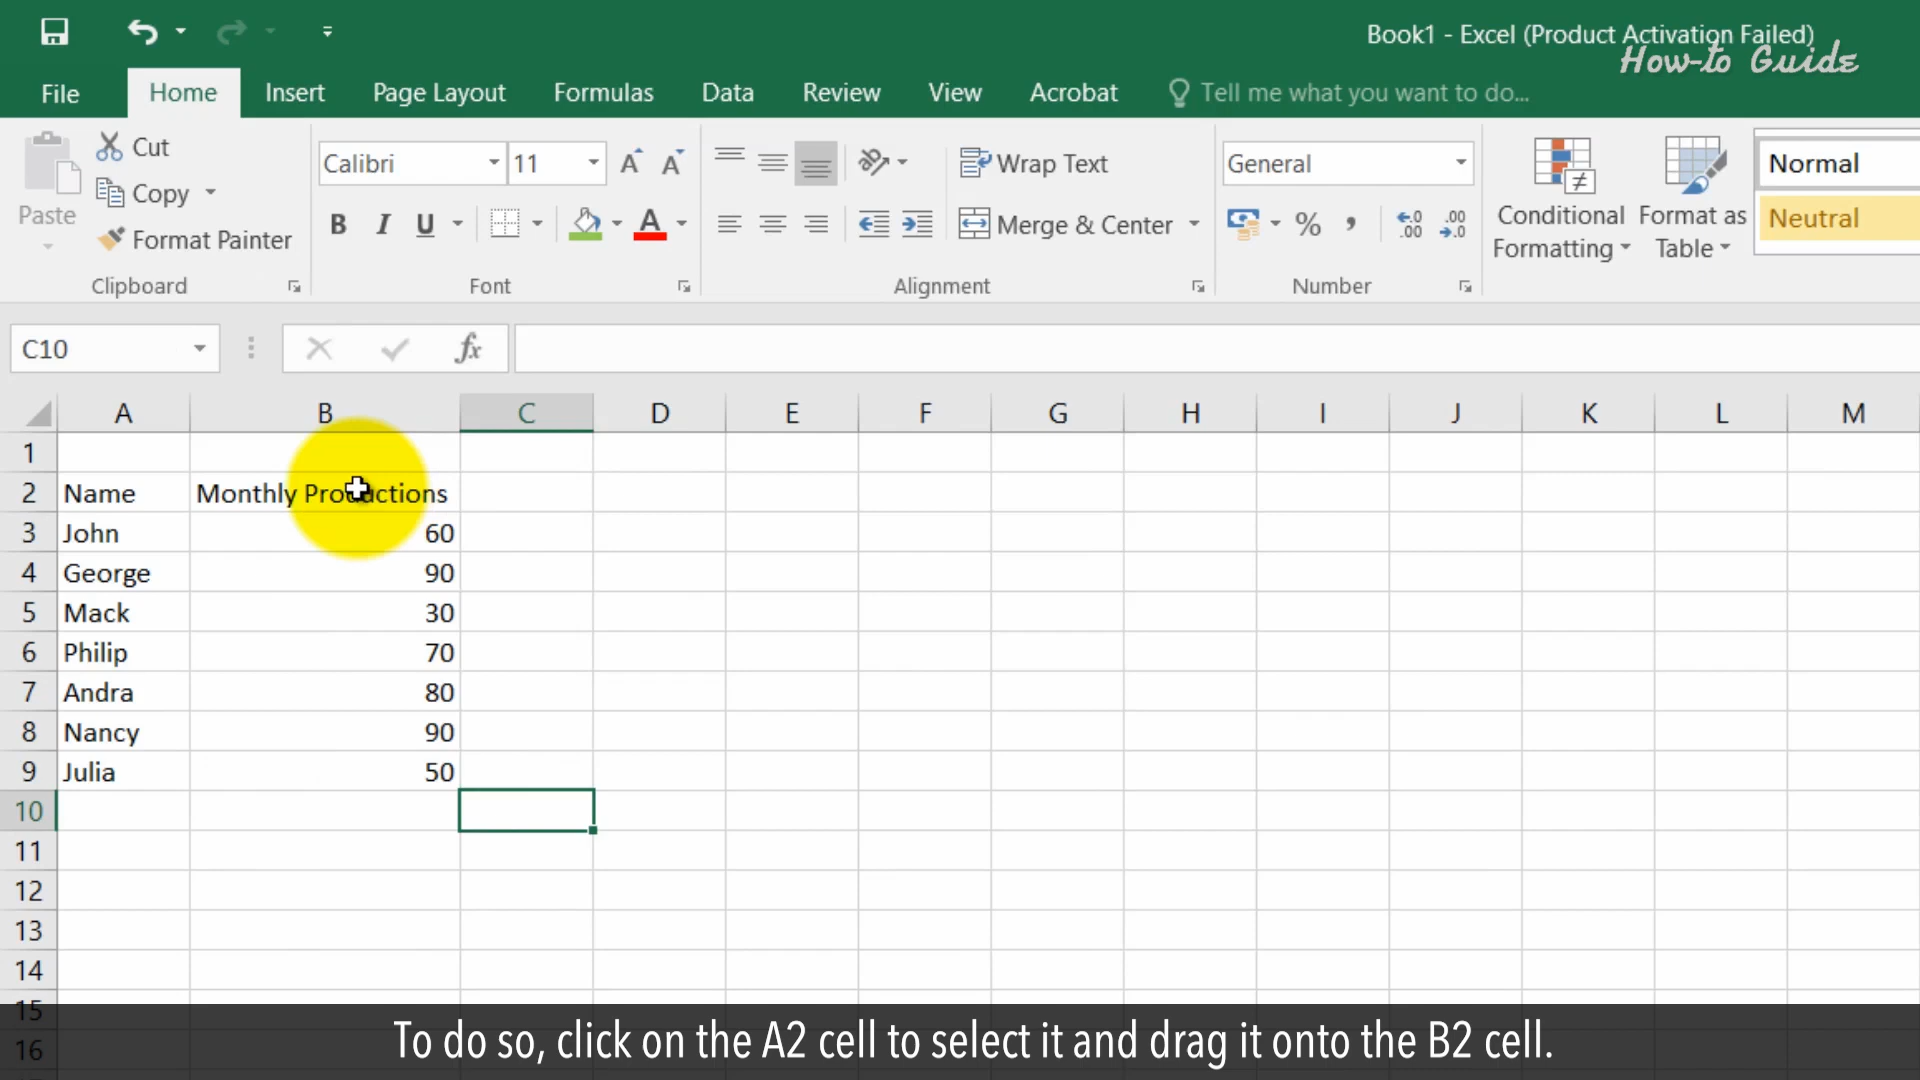 Book1 - Excel (Product Activation Failed)
How-to Guide
File Home Insert Page Layout Formulas Data Review View Acrobat Tell me what you want to do...
Paste
Cut
Copy
Format Painter
Clipboard
Calibri 11
B I U
Font
Wrap Text
Merge & Center
Alignment
General
%
Number
Conditional Formatting
Format as Table
Normal
Neutral
C10 fx
A B C D E F G H I J K L M
1
2 Name Monthly Productions
3 John 60
4 George 90
5 Mack 30
6 Philip 70
7 Andra 80
8 Nancy 90
9 Julia 50
10
11
12
13
14
15
16
To do so, click on the A2 cell to select it and drag it onto the B2 cell.